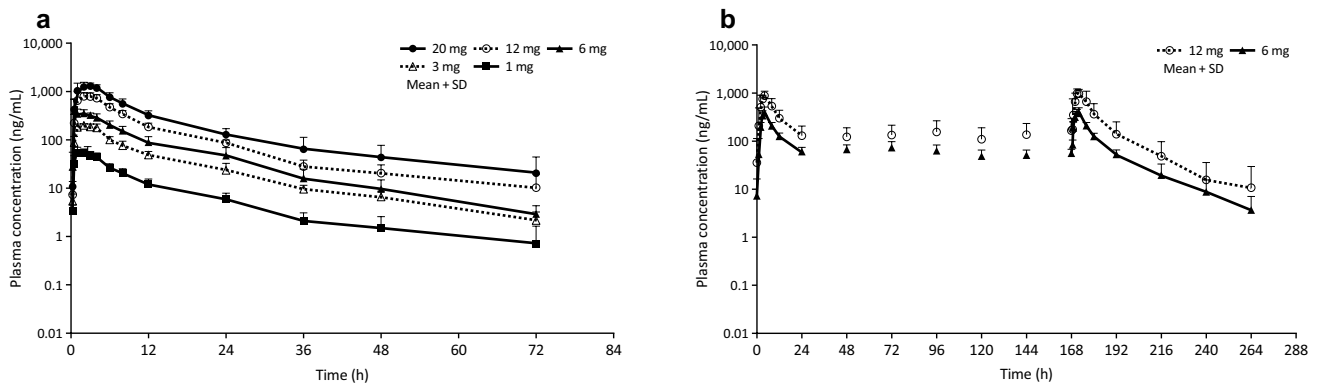 a
20 mg 12 mg 6 mg
3 mg 1 mg
Mean + SD
Plasma concentration (ng/mL)
10,000
1,000
100
10
1
0.1
0.01
0 12 24 36 48 60 72 84
Time (h)
b
12 mg 6 mg
Mean + SD
Plasma concentration (ng/mL)
10,000
1,000
100
10
1
0.1
0.01
0 24 48 72 96 120 144 168 192 216 240 264 288
Time (h)